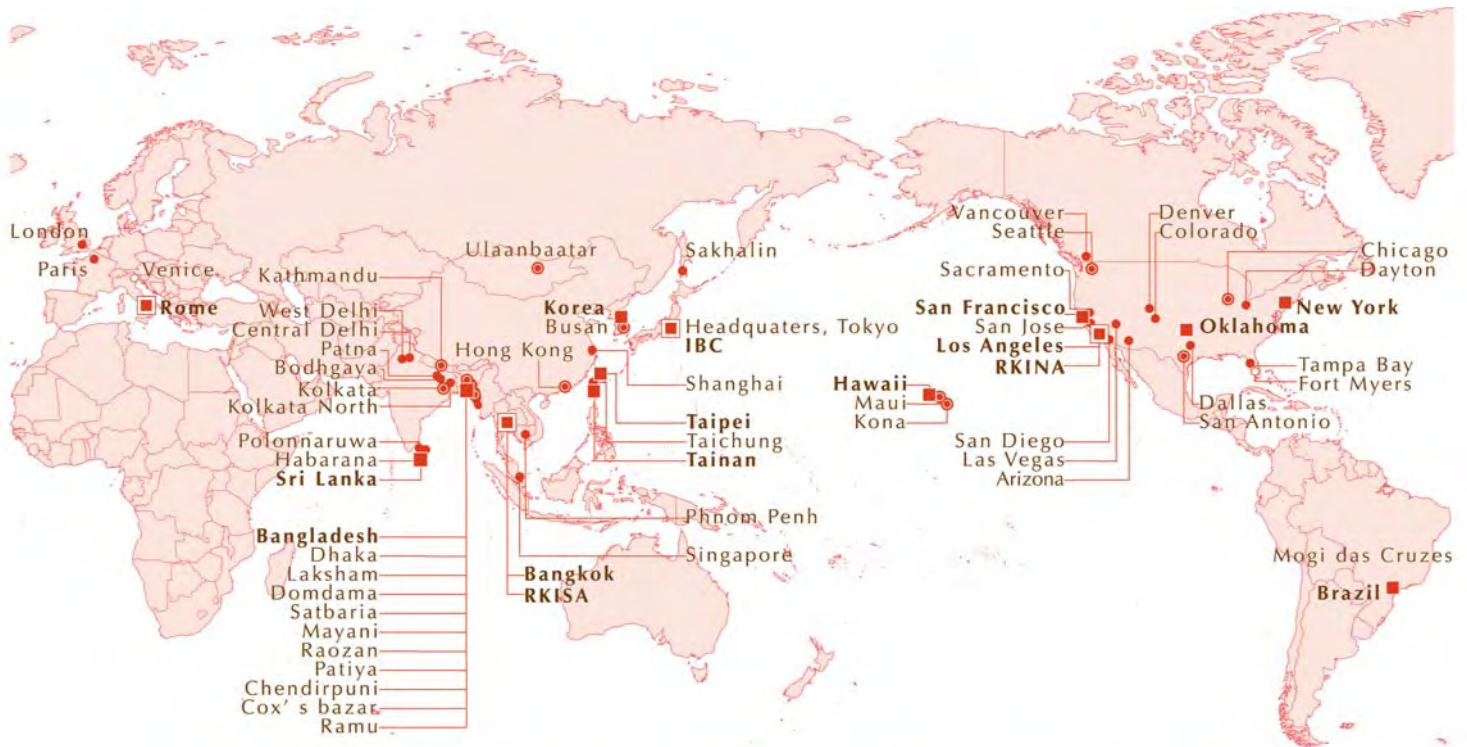 London
Paris
Venice
Rome
Ulaanbaatar
Sakhalin
Kathmandu
West Delhi
Central Delhi
Patna
Bodhgaya
Kolkata
Kolkata North
Hong Kong
Korea
Busan
Headquaters, Tokyo
IBC
Shanghai
Taipei
Taichung
Tainan
Polonnaruwa
Habarana
Sri Lanka
Phnom Penh
Singapore
Bangkok
RKISA
Bangladesh
Dhaka
Laksham
Domdama
Satbaria
Mayani
Raozan
Patiya
Chendirpuni
Cox’ s bazar
Ramu
Vancouver
Seattle
Sacramento
San Francisco
San Jose
Los Angeles
RKINA
Hawaii
Maui
Kona
San Diego
Las Vegas
Arizona
Denver
Colorado
Chicago
Dayton
New York
Oklahoma
Tampa Bay
Fort Myers
Dallas
San Antonio
Mogi das Cruzes
Brazil